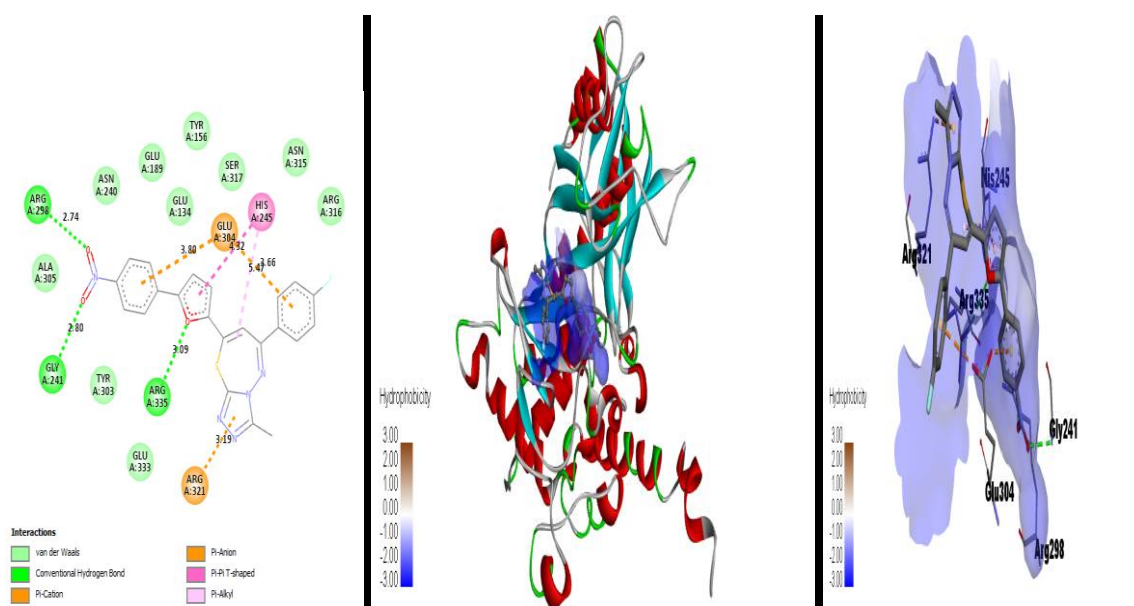 TYR
A:156
GLU
A:189
SER
A:317
ASN
A:315
ASN
A:240
GLU
A:134
ARG
A:298
HIS
A:245
ARG
A:316
2.74
GLU
A:304
3.80
4.32
5.47
3.66
ALA
A:305
O
N
O
2.80
O
3.09
GLY
A:241
TYR
A:303
ARG
A:335
S
N
N
N
N
3.19
GLU
A:333
ARG
A:321
Interactions
van der Waals
Conventional Hydrogen Bond
Pi-Cation
Pi-Anion
Pi-Pi T-shaped
Pi-Alkyl
Hydrophobicity
3.00
2.00
1.00
0.00
-1.00
-2.00
-3.00
His245
Arg321
Arg335
Gly241
Glu304
Arg298
Hydrophobicity
3.00
2.00
1.00
0.00
-1.00
-2.00
-3.00